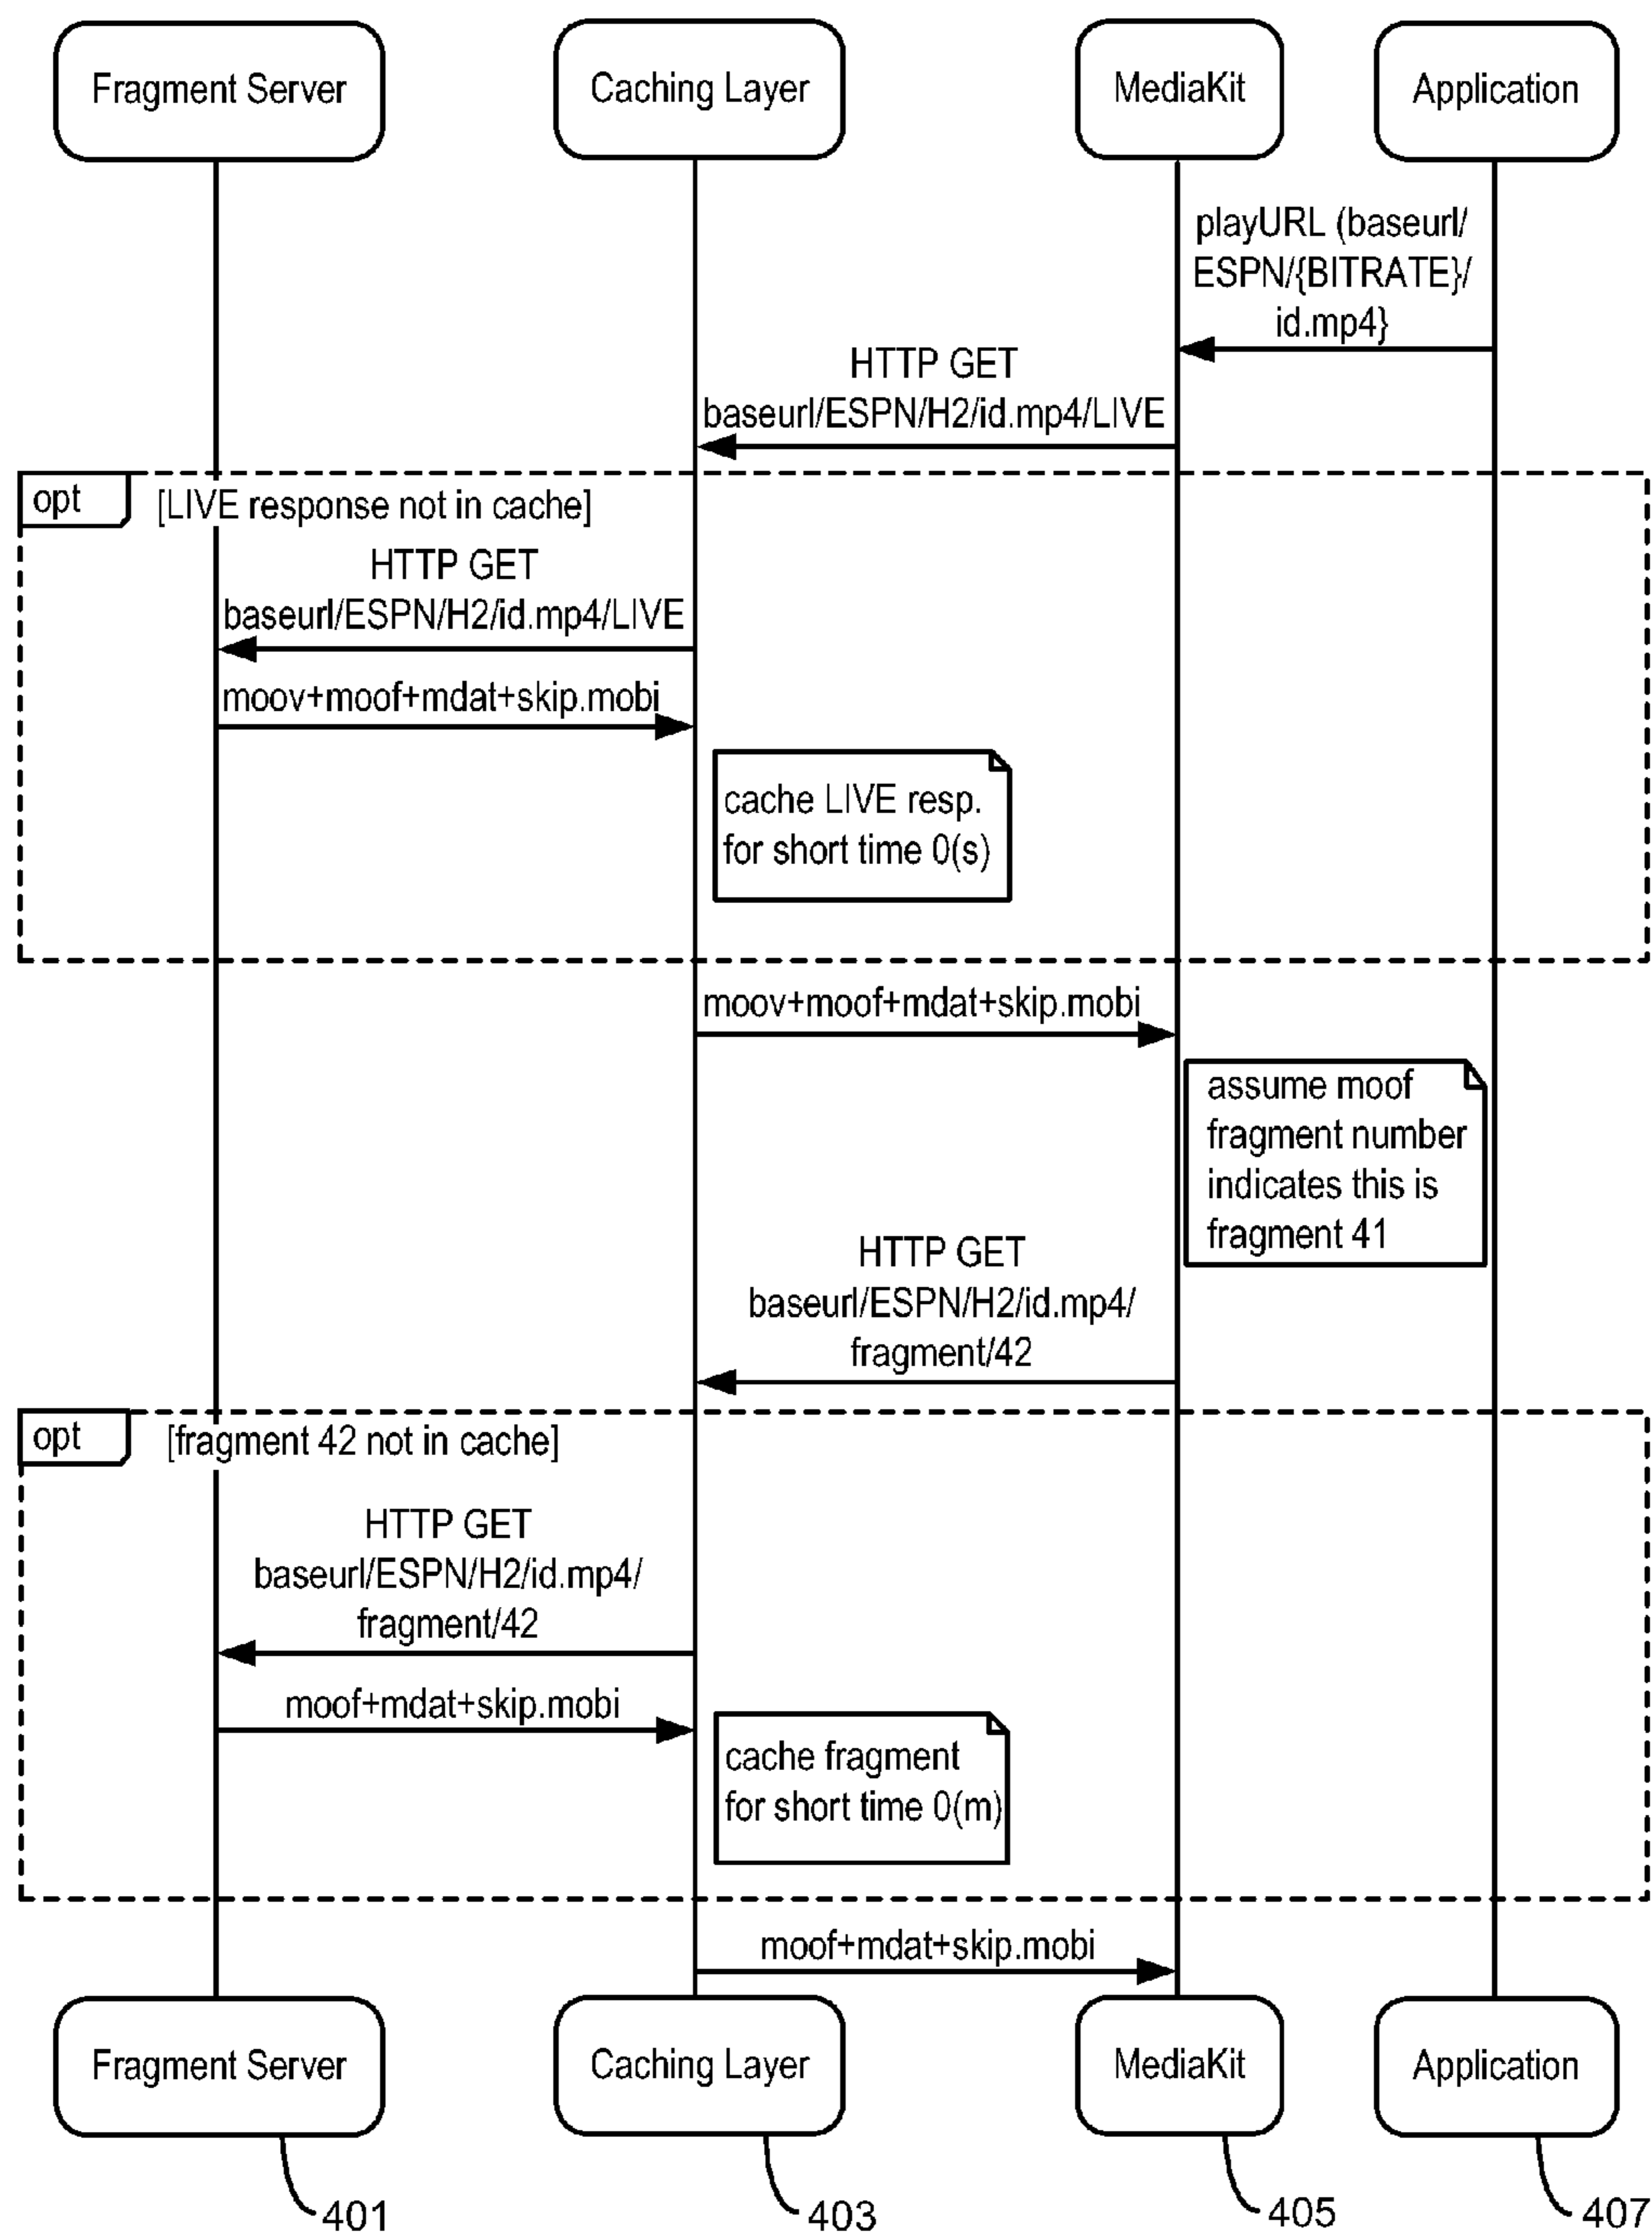 Fragment Server
Caching Layer
MediaKit
Application
playURL (baseurl/
ESPN/{BITRATE}/
id.mp4}
HTTP GET
baseurl/ESPN/H2/id.mp4/LIVE
opt
[LIVE response not in cache]
HTTP GET
baseurl/ESPN/H2/id.mp4/LIVE
moov+moof+mdat+skip.mobi
cache LIVE resp.
for short time 0(s)
moov+moof+mdat+skip.mobi
assume moof
fragment number
indicates this is
fragment 41
HTTP GET
baseurl/ESPN/H2/id.mp4/
fragment/42
opt
[fragment 42 not in cache]
HTTP GET
baseurl/ESPN/H2/id.mp4/
fragment/42
moof+mdat+skip.mobi
cache fragment
for short time 0(m)
moof+mdat+skip.mobi
Fragment Server
Caching Layer
MediaKit
Application
401
403
405
407